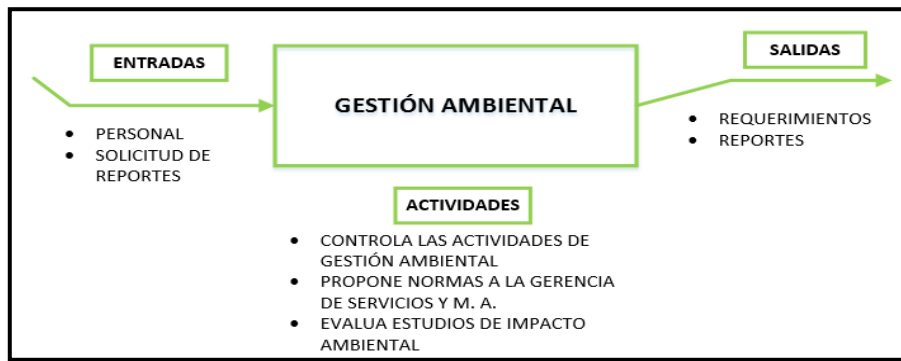 ENTRADAS
SALIDAS
GESTIÓN AMBIENTAL
• PERSONAL
• SOLICITUD DE
REPORTES
• REQUERIMIENTOS
• REPORTES
ACTIVIDADES
• CONTROLA LAS ACTIVIDADES DE
GESTIÓN AMBIENTAL
• PROPONE NORMAS A LA GERENCIA
DE SERVICIOS Y M. A.
• EVALUA ESTUDIOS DE IMPACTO
AMBIENTAL